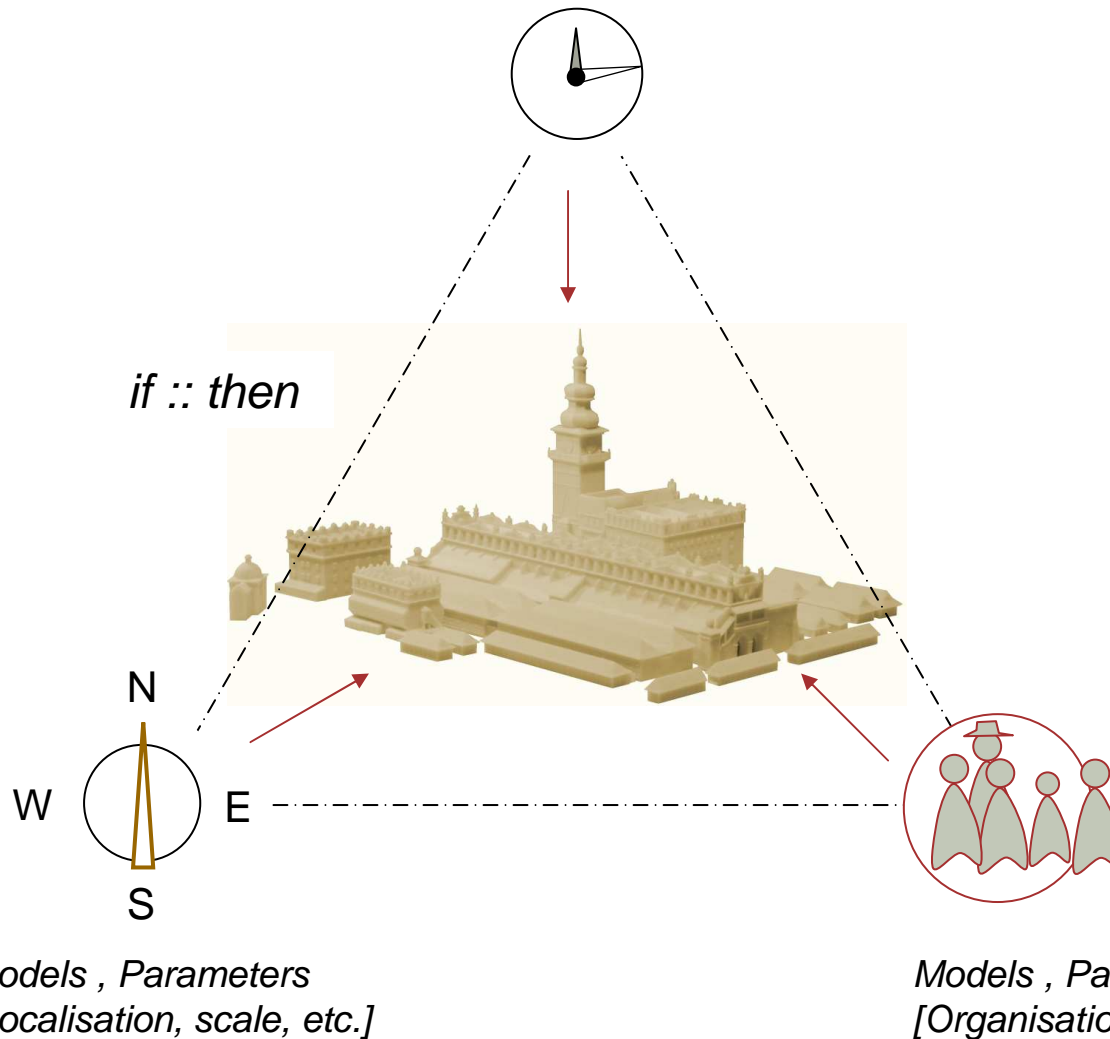 if :: then
N
W E
S
odels , Parameters
ocalisation, scale, etc.]
Models , Pa
[Organisatio